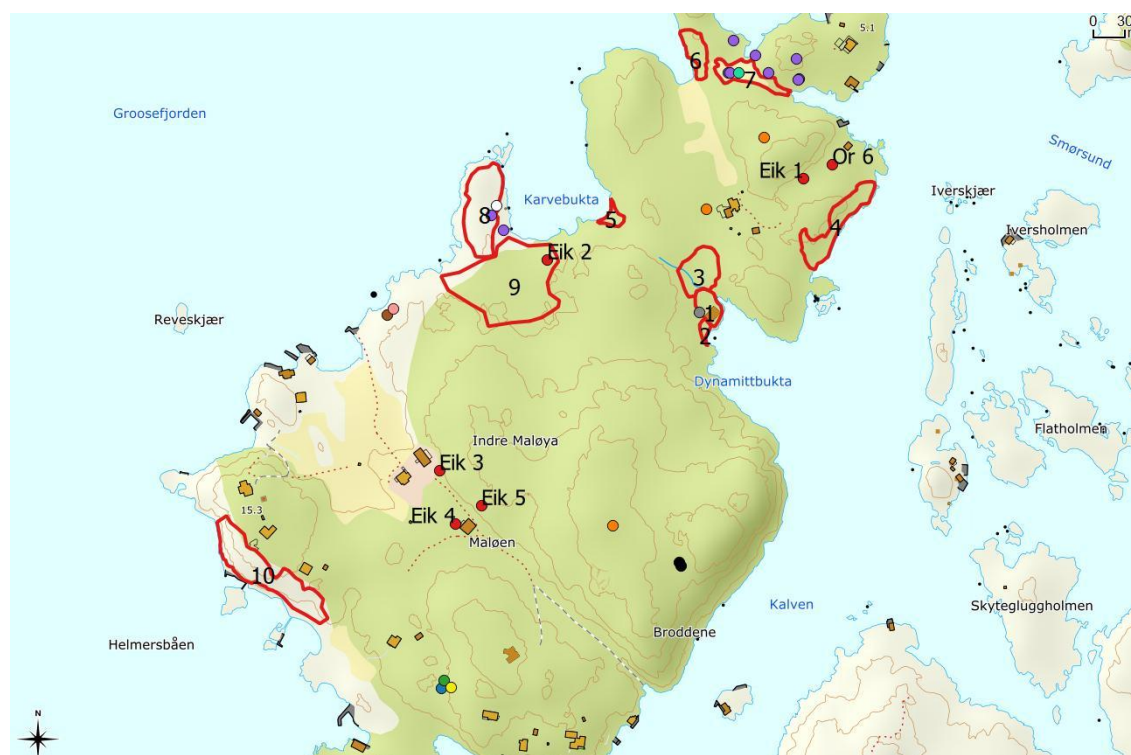 5.1
0 30
m
6
7
Groosefjorden
Smørsund
Or 6
Eik 1
Iverskjær
Karvebukta
8
5
4
Iversholmen
Eik 2
3
9
1
Reveskjær
2
Dynamittbukta
Flatholmen
Indre Maløya
Eik 3
Eik 5
15.3
Eik 4
Maløen
10
Kalven
Skyteggluggholmen
Broddene
Helmersbåen
N